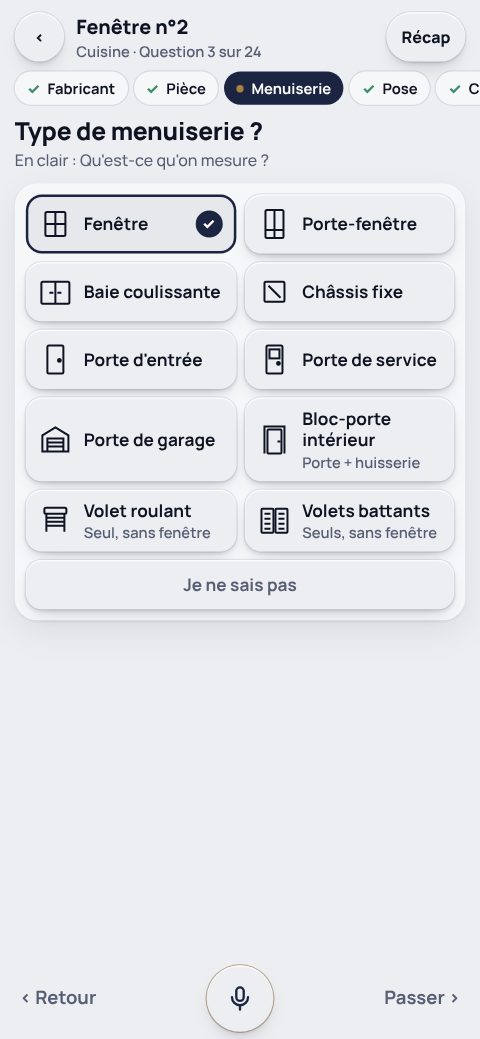 Fenêtre n°2
Cuisine · Question 3 sur 24
Récap
Fabricant
Pièce
Menuiserie
Pose
C
Type de menuiserie ?
En clair : Qu'est-ce qu'on mesure ?
Fenêtre
Porte-fenêtre
Baie coulissante
Châssis fixe
Porte d'entrée
Porte de service
Porte de garage
Bloc-porte
intérieur
Porte + huisserie
Volet roulant
Seul, sans fenêtre
Volets battants
Seuls, sans fenêtre
Je ne sais pas
‹ Retour
Passer ›